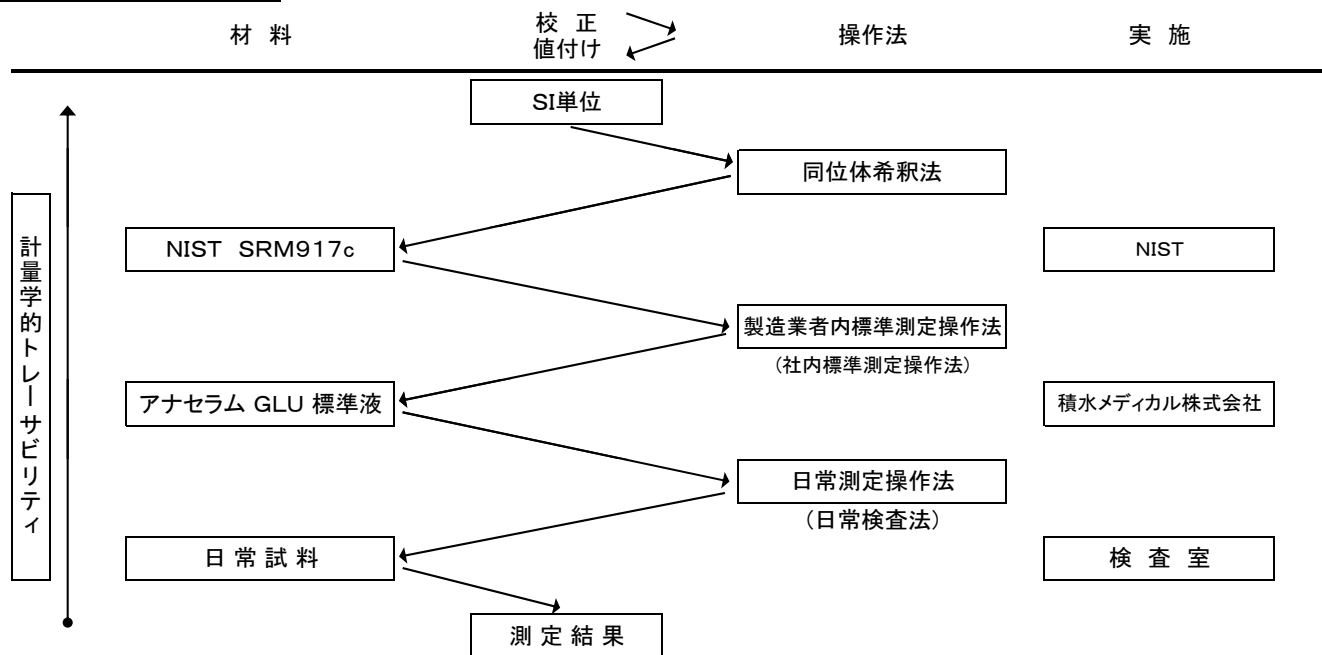 材 料
校 正
値付け
操作法
実 施
SI単位
同位体希釈法
計量学的トレーサビリティ
NIST SRM917c
NIST
製造業者内標準測定操作法
（社内標準測定操作法）
アナセラム GLU 標準液
積水メディカル株式会社
日常測定操作法
（日常検査法）
日 常 試 料
検 査 室
測 定 結 果